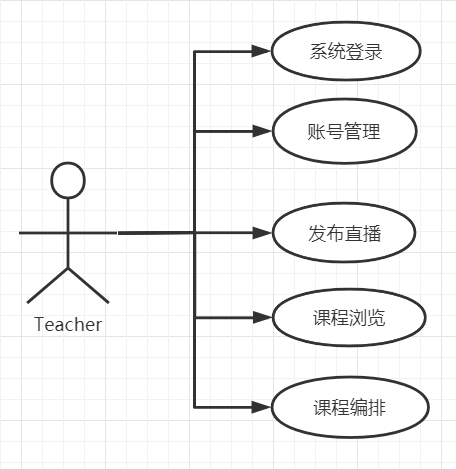 系统登录
账号管理
发布直播
课程浏览
Teacher
课程编排